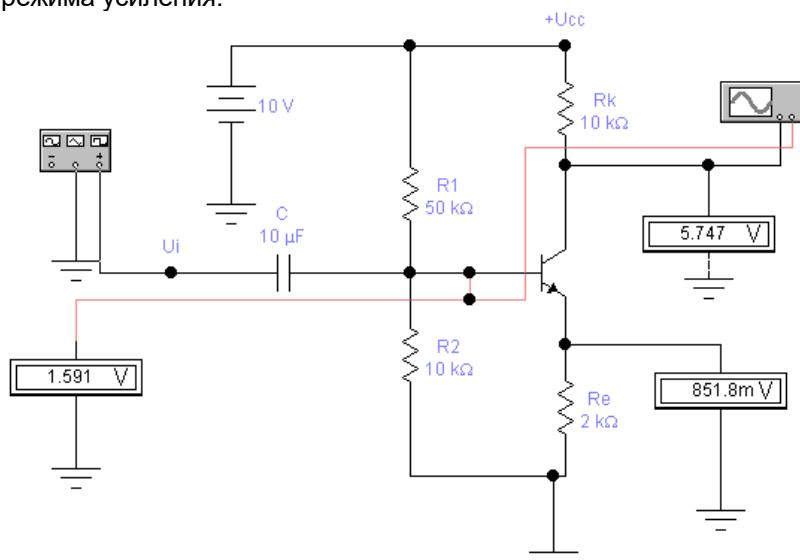 режима усиления.
+Ucc
10 V
Rk
10 kΩ
R1
50 kΩ
C
10 µF
Ui
5.747 V
R2
10 kΩ
1.591 V
851.8m V
Re
2 kΩ